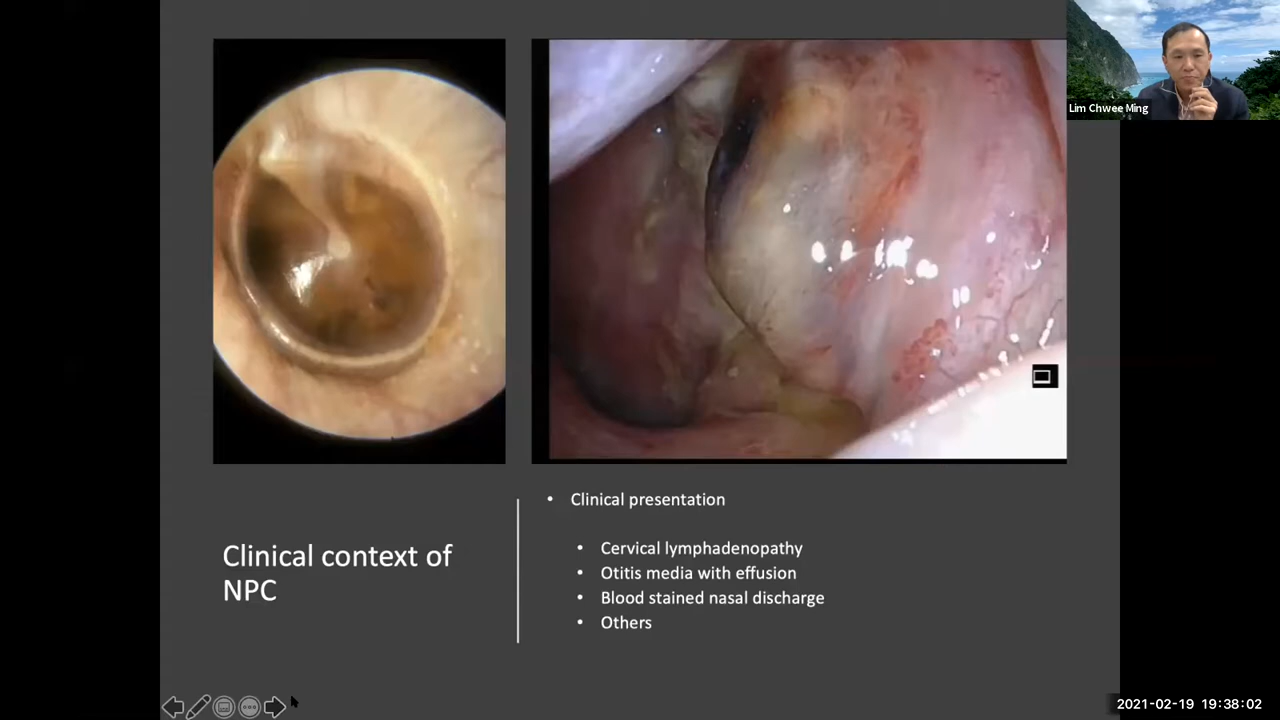 Lim Chwee Ming
Clinical context of
NPC
• Clinical presentation
• Cervical lymphadenopathy
• Otitis media with effusion
• Blood stained nasal discharge
• Others
2021-02-19 19:38:02